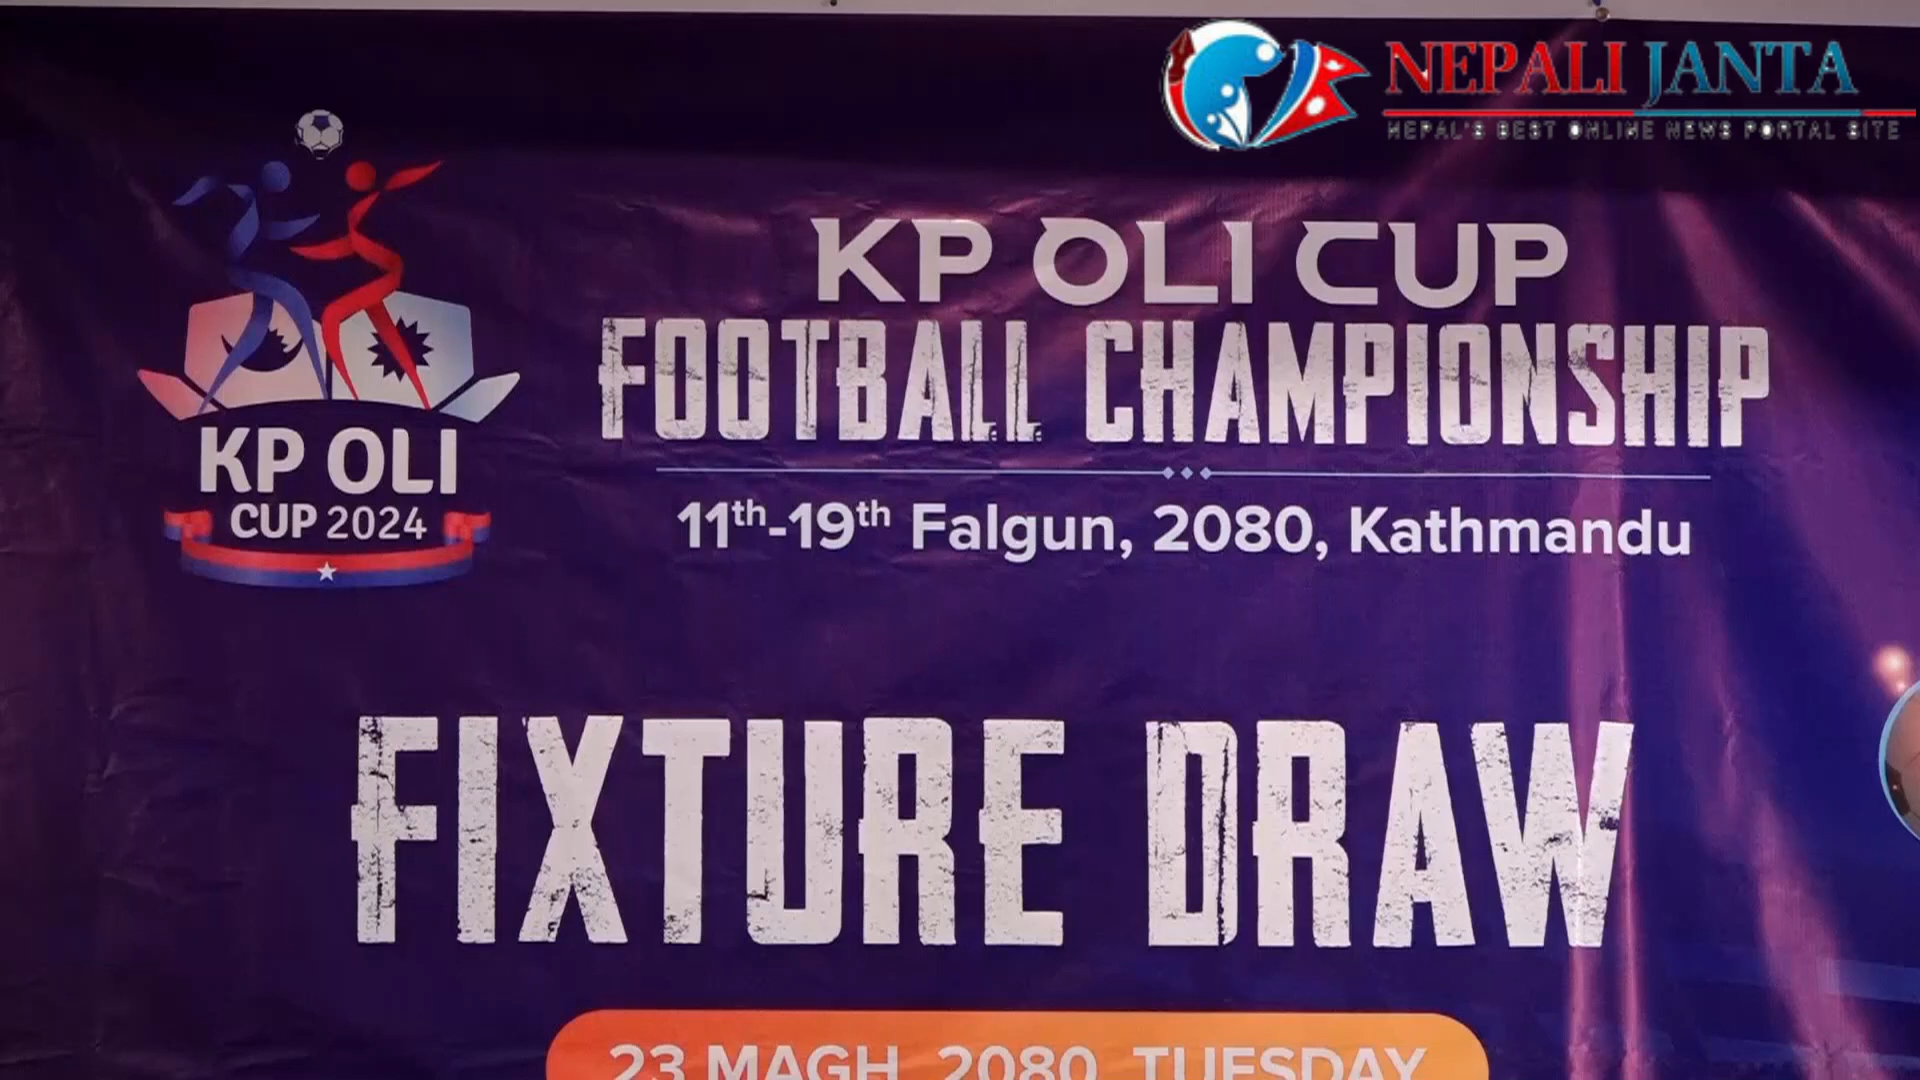 NEPALI JANTA
NEPAL'S BEST ONLINE NEWS PORTAL SITE
KP OLI CUP
FOOTBALL CHAMPIONSHIP
11th-19th Falgun, 2080, Kathmandu
KP OLI
CUP 2024
FIXTURE DRAW
23 MAGH, 2080, TUESDAY